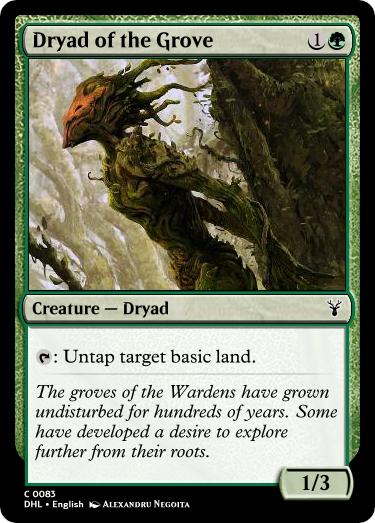 Dryad of the Grove 1
Creature — Dryad
: Untap target basic land.
The groves of the Wardens have grown
undisturbed for hundreds of years. Some
have developed a desire to explore
further from their roots.
1/3
C 0083
DHL • English Alexandru Negoita